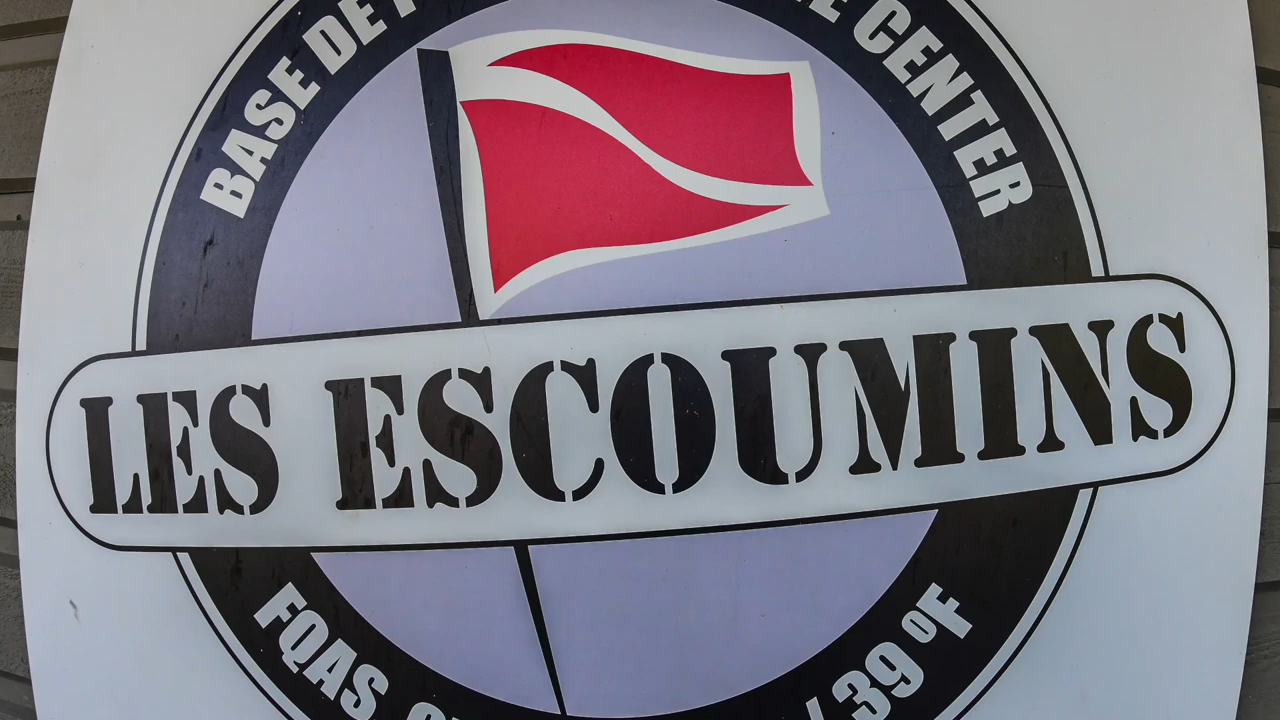 BASE DE
CENTER
LES ESCOUMINS
FQAS
/ 39 ºF